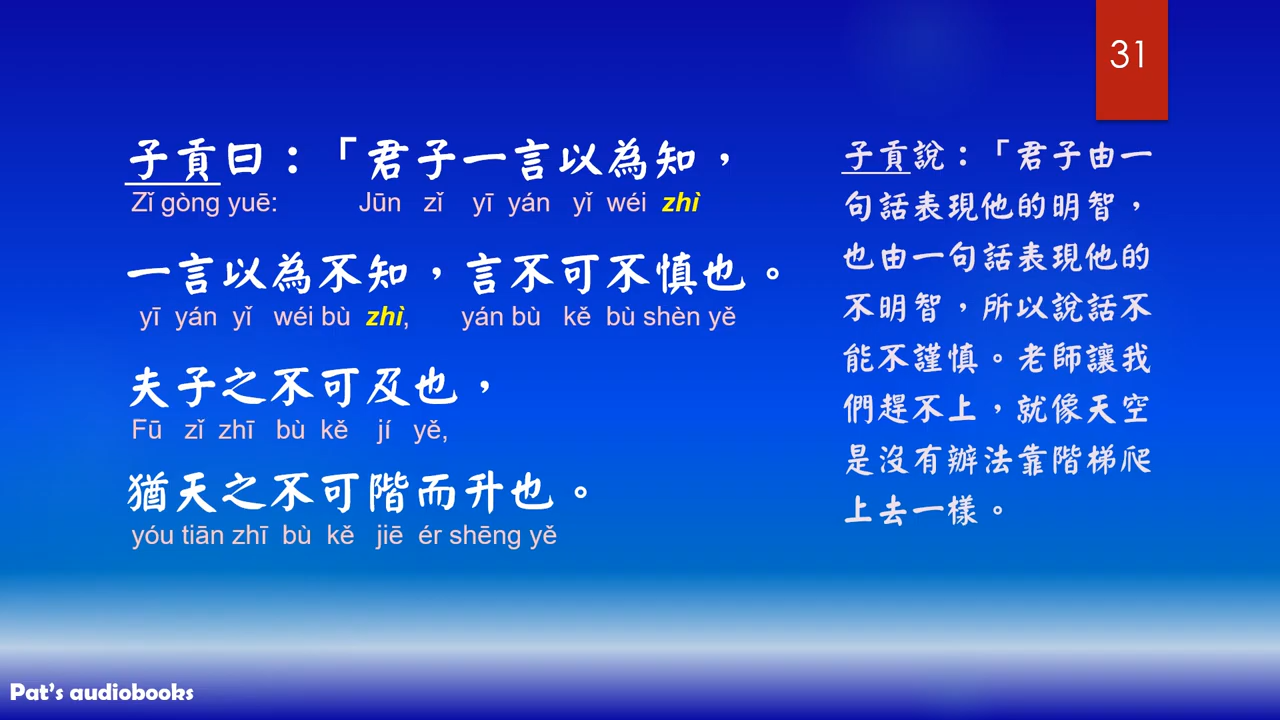 31
子貢曰：「君子一言以為知，
Zǐ gòng yuē: Jūn zǐ yī yán yǐ wéi zhì
一言以為不知，言不可不慎也。
yī yán yǐ wéi bù zhì, yán bù kě bù shèn yě
夫子之不可及也，
Fū zǐ zhī bù kě jí yě,
猶天之不可階而升也。
yóu tiān zhī bù kě jiē ér shēng yě
子貢說：「君子由一
句話表現他的明智，
也由一句話表現他的
不明智，所以說話不
能不謹慎。老師讓我
們趕不上，就像天空
是沒有辦法靠階梯爬
上去一樣。
Pat's audiobooks